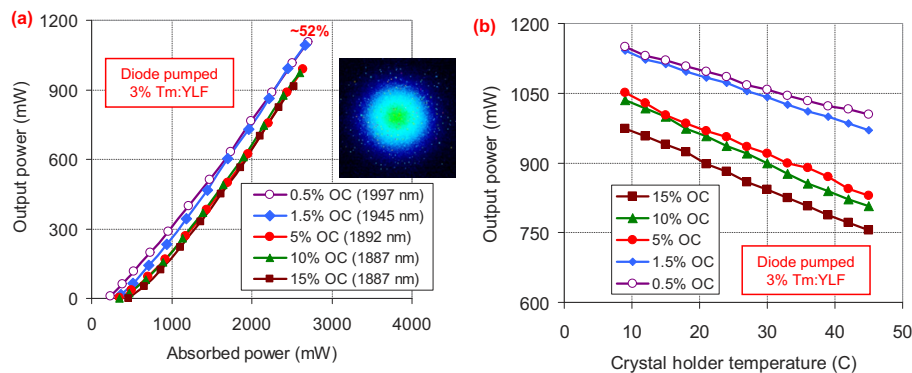 (a)
1200
900
600
300
0
Output power (mW)
Diode pumped
3% Tm:YLF
~52%
0.5% OC (1997 nm)
1.5% OC (1945 nm)
5% OC (1892 nm)
10% OC (1887 nm)
15% OC (1887 nm)
0
1000
2000
3000
4000
Absorbed power (mW)
(b)
1200
1050
900
750
600
Output power (mW)
15% OC
10% OC
5% OC
1.5% OC
0.5% OC
Diode pumped
3% Tm:YLF
0
10
20
30
40
50
Crystal holder temperature (C)